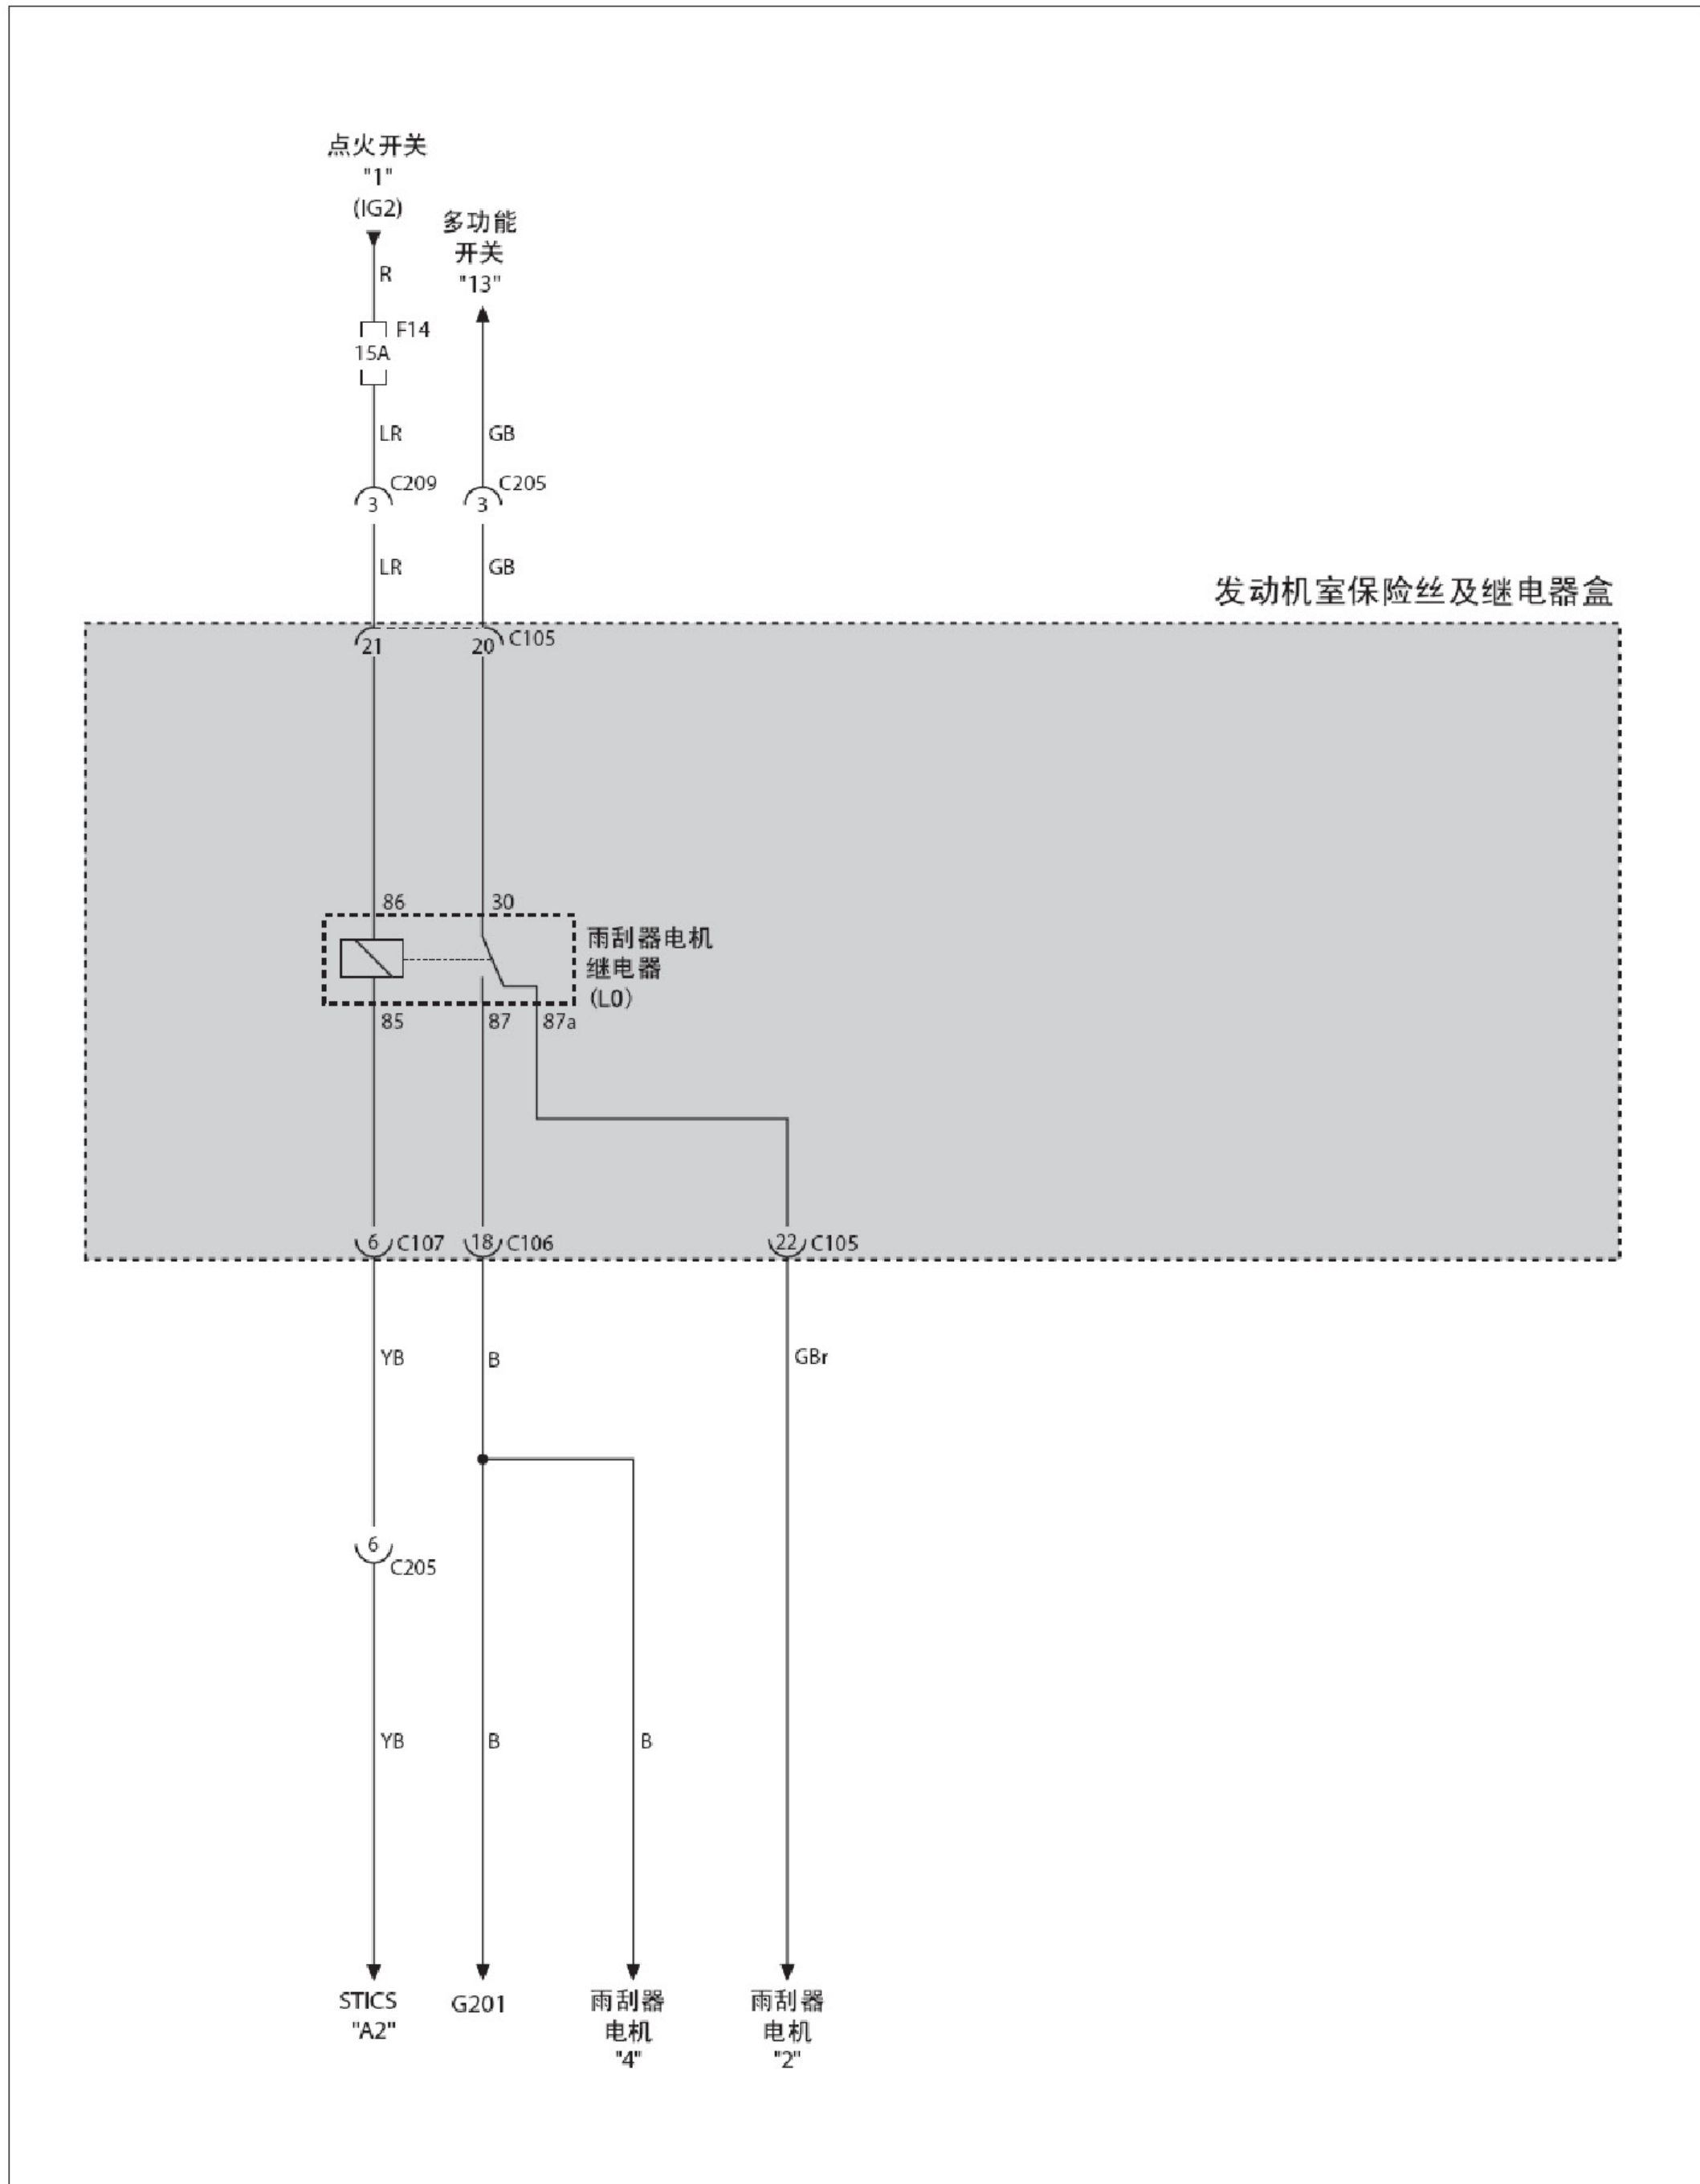 点火开关
"1"
(IG2)
多功能
开关
"13"
R
F14
15A
LR
GB
C209
C205
3
3
LR
GB
发动机室保险丝及继电器盒
21
20
C105
86
30
雨刮器电机
继电器
(L0)
85
87
87a
6
C107
18
C106
22
C105
YB
B
GBr
6
C205
YB
B
B
STICS
"A2"
G201
雨刮器
电机
"4"
雨刮器
电机
"2"